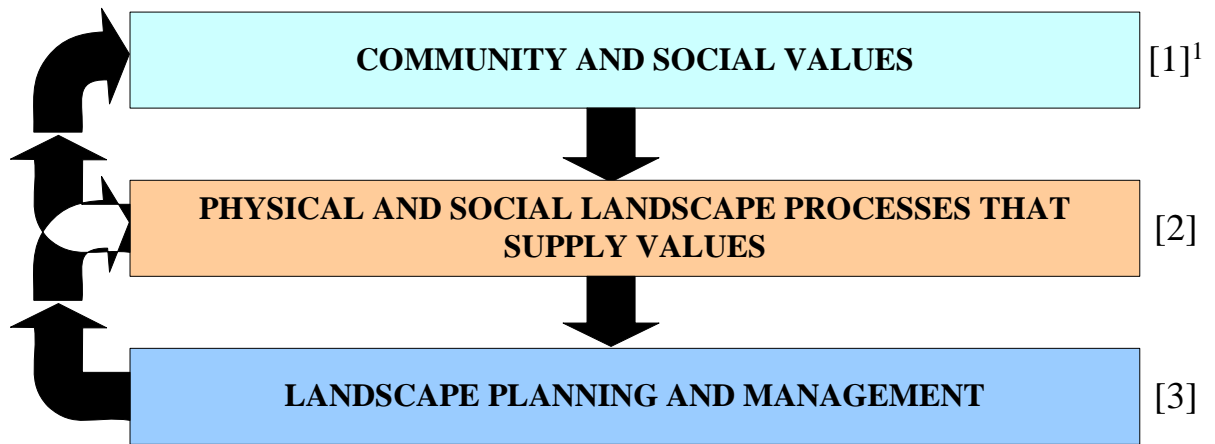 COMMUNITY AND SOCIAL VALUES [1]¹
PHYSICAL AND SOCIAL LANDSCAPE PROCESSES THAT
SUPPLY VALUES
[2]
LANDSCAPE PLANNING AND MANAGEMENT [3]